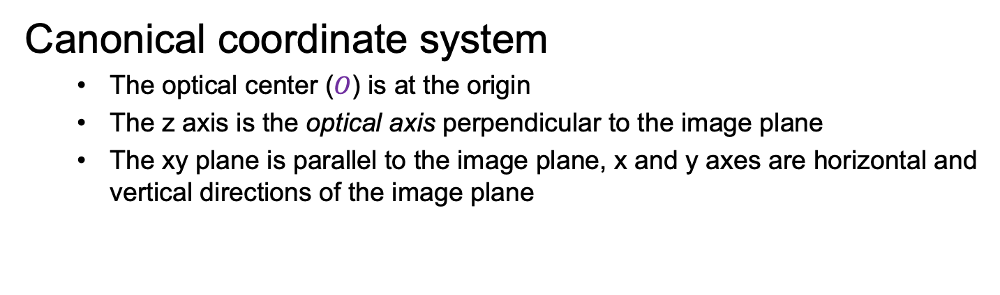 Canonical coordinate system
• The optical center (O) is at the origin
• The z axis is the optical axis perpendicular to the image plane
• The xy plane is parallel to the image plane, x and y axes are horizontal and
vertical directions of the image plane